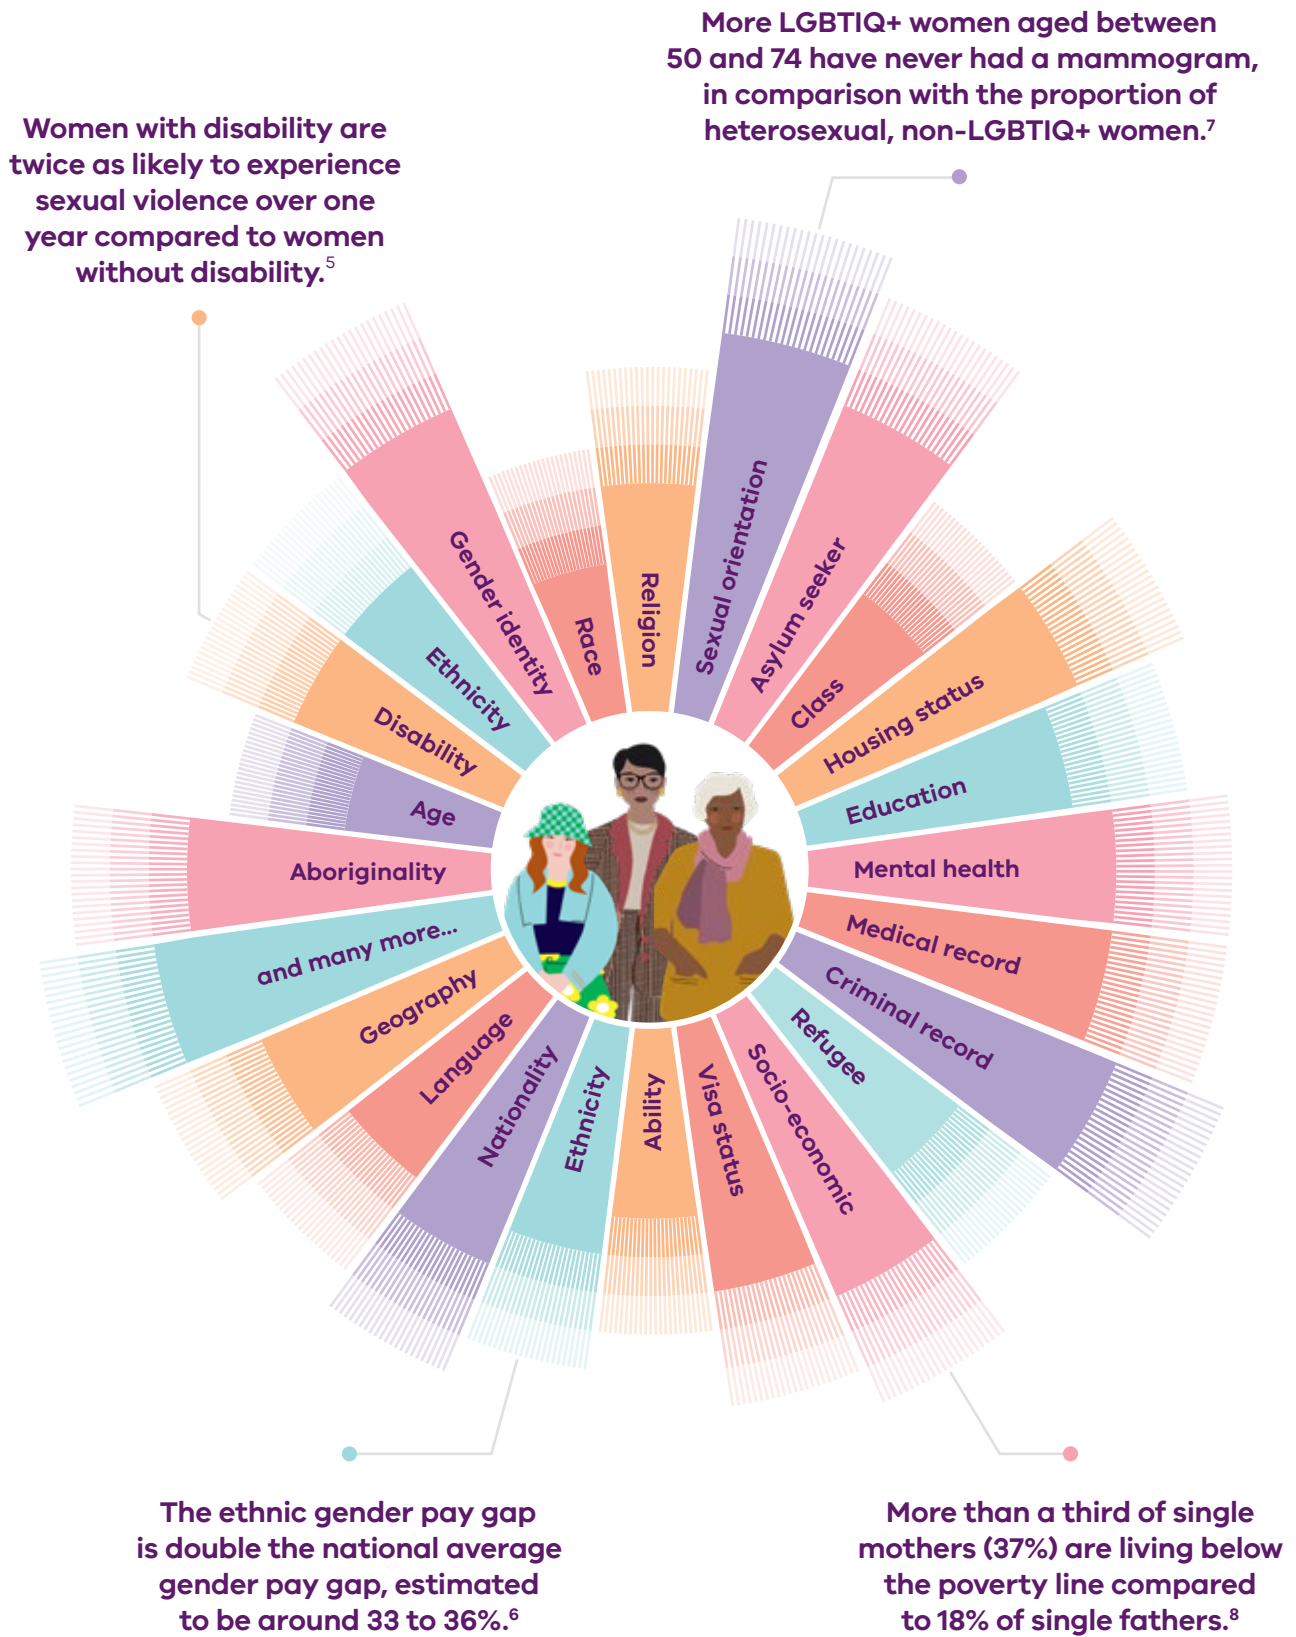 More LGBTIQ+ women aged between
50 and 74 have never had a mammogram,
in comparison with the proportion of
heterosexual, non-LGBTIQ+ women.7
Women with disability are
twice as likely to experience
sexual violence over one
year compared to women
without disability.5
Sexual orientation
Asylum seeker
Class
Housing status
Education
Mental health
Medical record
Criminal record
Refugee
Socio-economic
Visa status
Ability
Ethnicity
Nationality
Language
Geography
and many more...
Aboriginality
Age
Disability
Ethnicity
Gender identity
Race
Religion
The ethnic gender pay gap
is double the national average
gender pay gap, estimated
to be around 33 to 36%.6
More than a third of single
mothers (37%) are living below
the poverty line compared
to 18% of single fathers.8